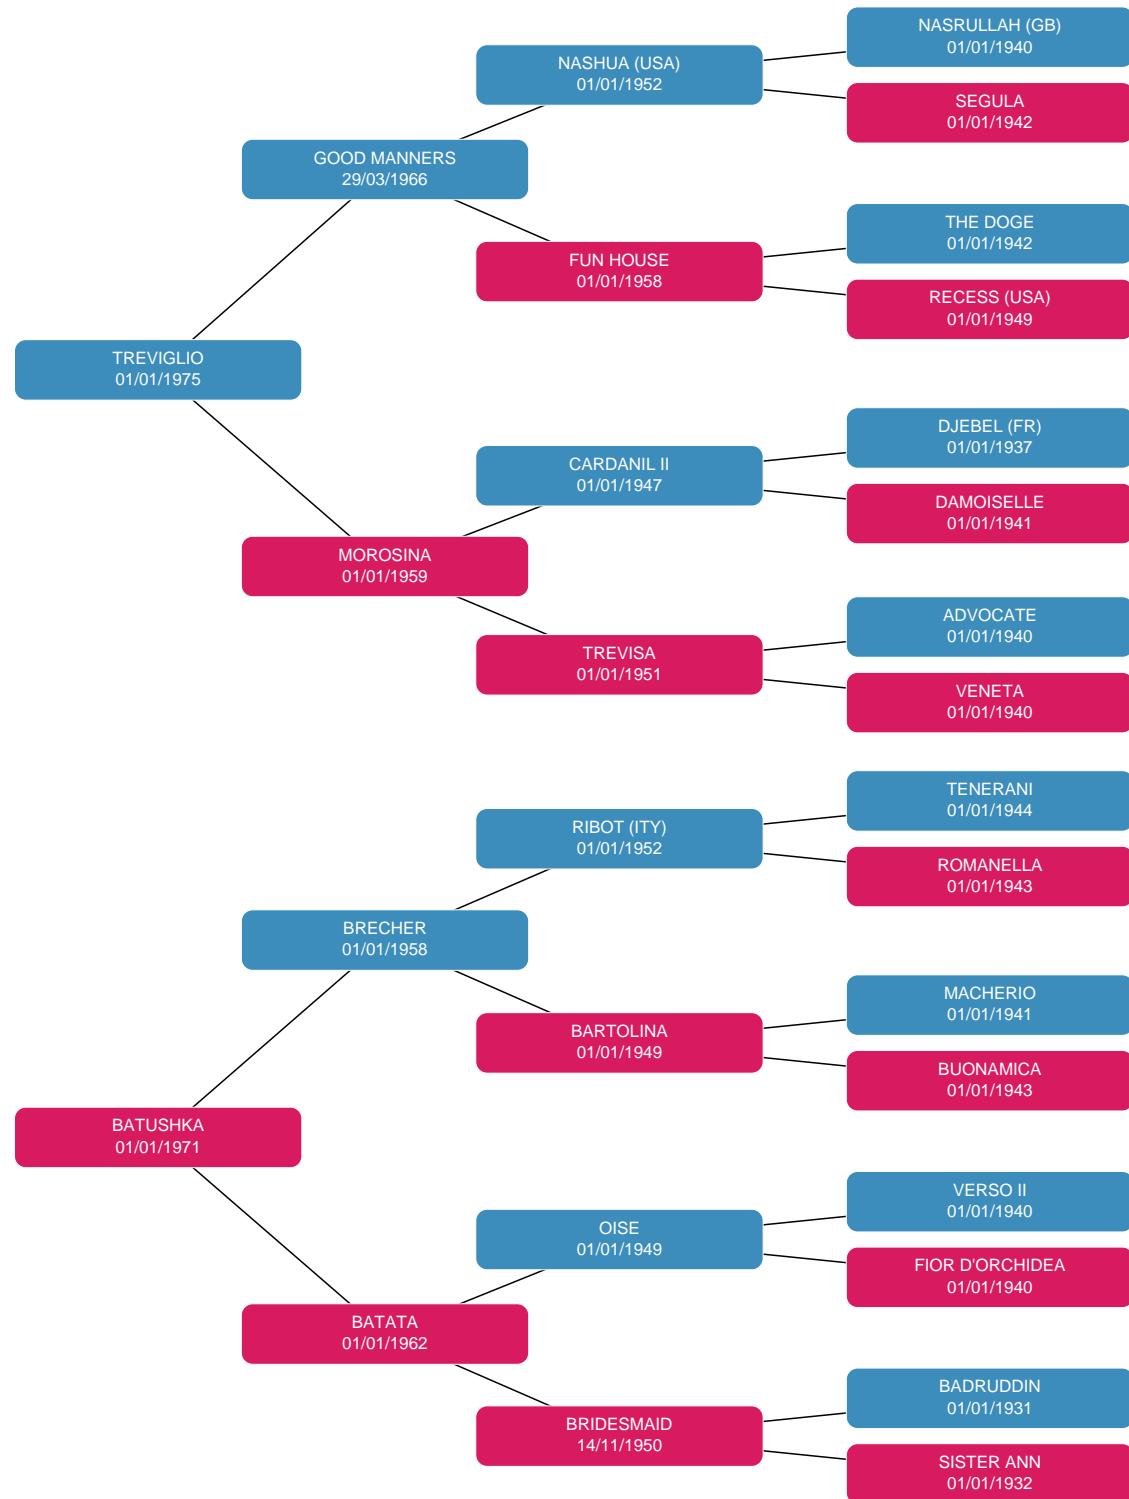 NASRULLAH (GB)
01/01/1940
NASHUA (USA)
01/01/1952
SEGULA
01/01/1942
GOOD MANNERS
29/03/1966
THE DOGE
01/01/1942
FUN HOUSE
01/01/1958
RECESS (USA)
01/01/1949
TREVIGLIO
01/01/1975
DJEBEL (FR)
01/01/1937
CARDANIL II
01/01/1947
DAMOISELLE
01/01/1941
MOROSINA
01/01/1959
ADVOCATE
01/01/1940
TREVISA
01/01/1951
VENETA
01/01/1940
TENERANI
01/01/1944
RIBOT (ITY)
01/01/1952
ROMANELLA
01/01/1943
BRECHER
01/01/1958
MACHERIO
01/01/1941
BARTOLINA
01/01/1949
BUONAMICA
01/01/1943
BATUSHKA
01/01/1971
VERSO II
01/01/1940
OISE
01/01/1949
FIOR D'ORCHIDEA
01/01/1940
BATATA
01/01/1962
BADRUDDIN
01/01/1931
BRIDESMAID
14/11/1950
SISTER ANN
01/01/1932